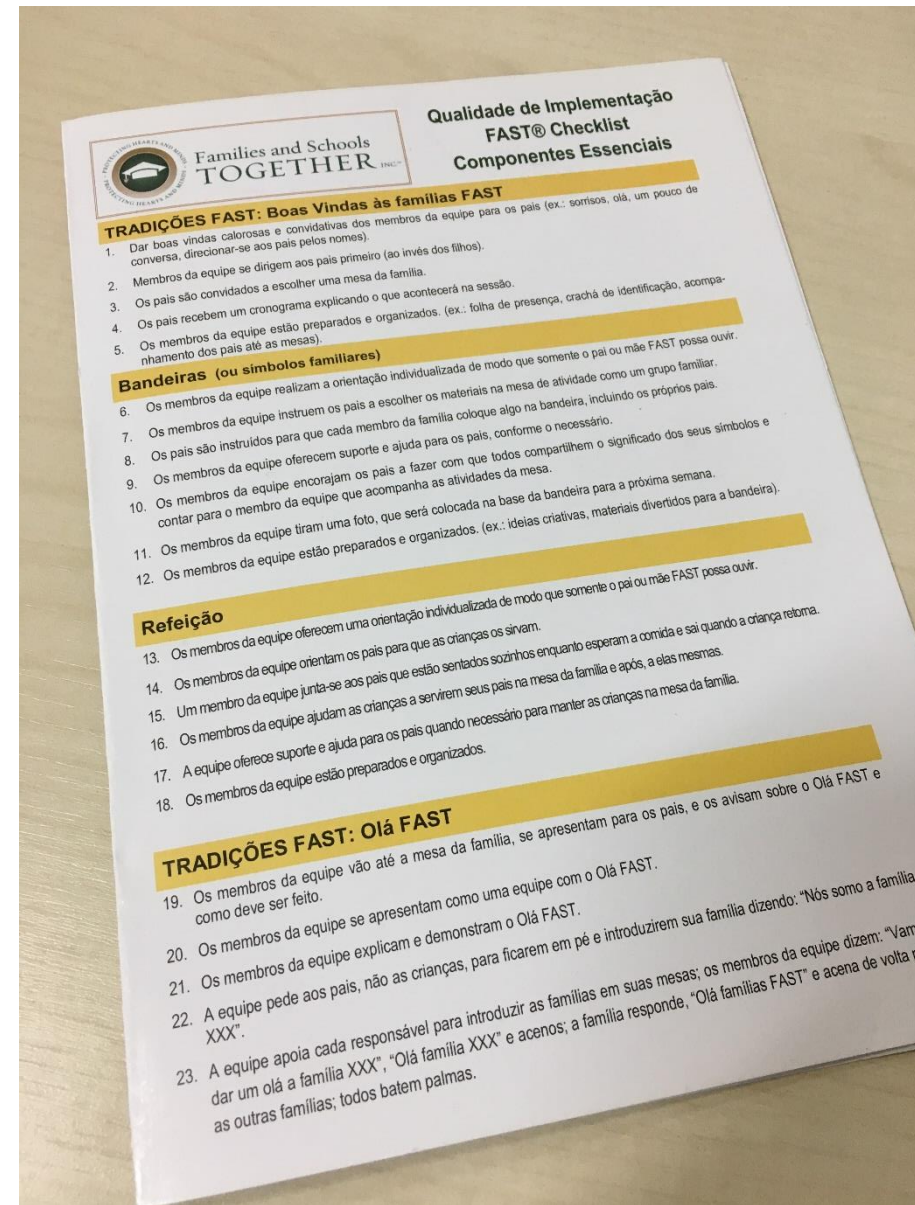 PROTECTING HEARTS AND MINDS
PROTECTING HEARTS AND MINDS
Families and Schools
TOGETHER INC.
Qualidade de Implementação
FAST® Checklist
Componentes Essenciais
TRADIÇÕES FAST: Boas Vindas às famílias FAST
1. Dar boas vindas calorosas e convidativas dos membros da equipe para os pais (ex.: sorrisos, olá, um pouco de
conversa, direcionar-se aos pais pelos nomes).
2. Membros da equipe se dirigem aos pais primeiro (ao invés dos filhos).
3. Os pais são convidados a escolher uma mesa da família.
4. Os pais recebem um cronograma explicando o que acontecerá na sessão.
5. Os membros da equipe estão preparados e organizados. (ex.: folha de presença, crachá de identificação, acompa-
nhamento dos pais até as mesas).
Bandeiras (ou simbolos familiares)
6. Os membros da equipe realizam a orientação individualizada de modo que somente o pai ou mãe FAST possa ouvir.
7. Os membros da equipe instruem os pais a escolher os materiais na mesa de atividade como um grupo familiar.
8. Os pais são instruídos para que cada membro da família coloque algo na bandeira, incluindo os próprios pais.
9. Os membros da equipe oferecem suporte e ajuda para os pais, conforme o necessário.
10. Os membros da equipe encorajam os pais a fazer com que todos compartilhem o significado dos seus símbolos e
contar para o membro da equipe que acompanha as atividades da mesa.
11. Os membros da equipe tiram uma foto, que será colocada na base da bandeira para a próxima semana.
12. Os membros da equipe estão preparados e organizados. (ex.: ideias criativas, materiais divertidos para a bandeira).
Refeição
13. Os membros da equipe oferecem uma orientação individualizada de modo que somente o pai ou mãe FAST possa ouvir.
14. Os membros da equipe orientam os pais para que as crianças os sirvam.
15. Um membro da equipe junta-se aos pais que estão sentados sozinhos enquanto esperam a comida e sai quando a criança retorna.
16. Os membros da equipe ajudam as crianças a servirem seus pais na mesa da família e após, a elas mesmas.
17. A equipe oferece suporte e ajuda para os pais quando necessário para manter as crianças na mesa da família.
18. Os membros da equipe estão preparados e organizados.
TRADIÇÕES FAST: Olá FAST
19. Os membros da equipe vão até a mesa da família, se apresentam para os pais, e os avisam sobre o Olá FAST e
como deve ser feito.
20. Os membros da equipe se apresentam como uma equipe com o Olá FAST.
21. Os membros da equipe explicam e demonstram o Olá FAST.
22. A equipe pede aos pais, não as crianças, para ficarem em pé e introduzirem sua família dizendo: “Nós somo a família
XXX”.
23. A equipe apoia cada responsável para introduzir as famílias em suas mesas; os membros da equipe dizem: “Vam
dar um olá a família XXX”, “Olá família XXX” e acenos; a família responde, “Olá famílias FAST” e acena de volta
as outras famílias; todos batem palmas.